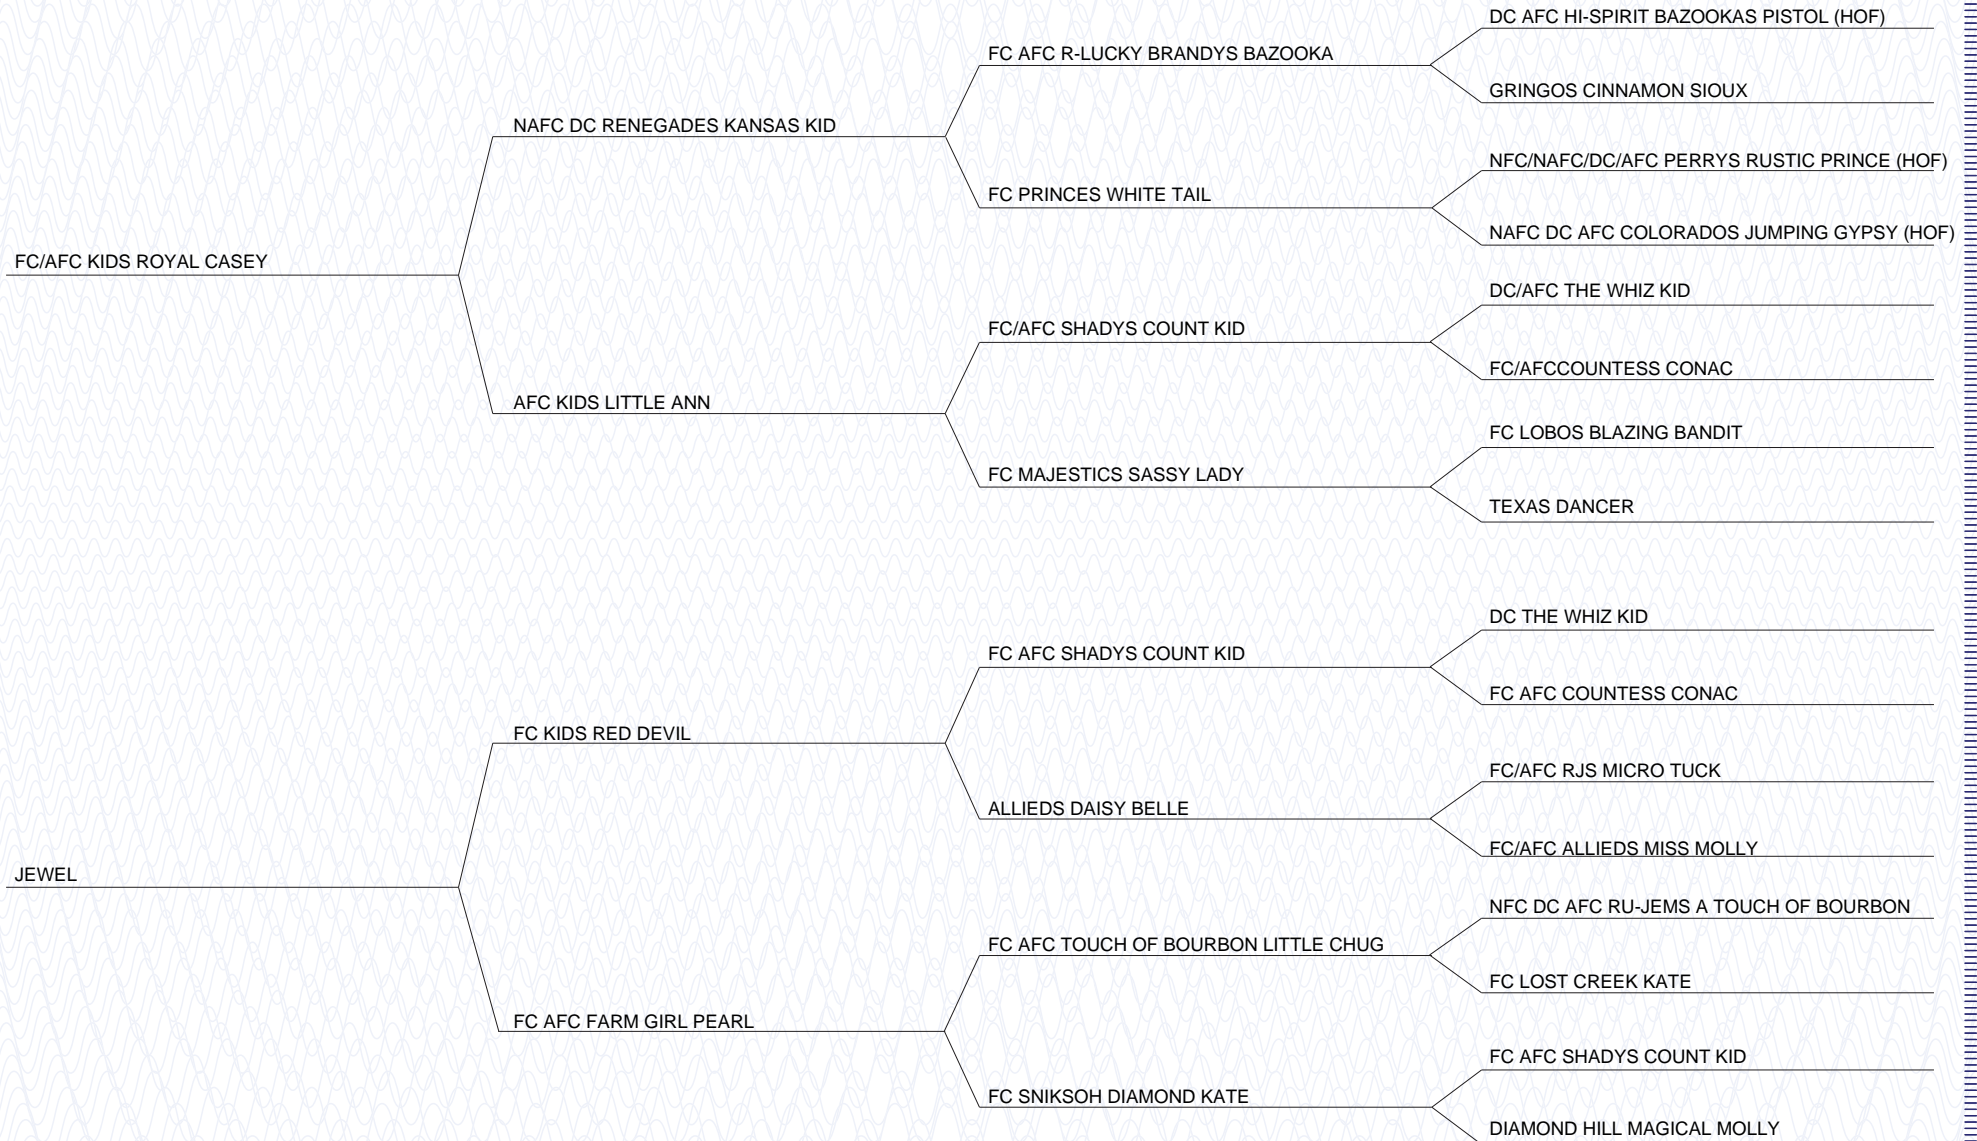 DC AFC HI-SPIRIT BAZOOKAS PISTOL (HOF)
FC AFC R-LUCKY BRANDYS BAZOOKA
GRINGOS CINNAMON SIOUX
NAFC DC RENEGADES KANSAS KID
NFC/NAFC/DC/AFC PERRYS RUSTIC PRINCE (HOF)
FC PRINCES WHITE TAIL
NAFC DC AFC COLORADOS JUMPING GYPSY (HOF)
FC/AFC KIDS ROYAL CASEY
DC/AFC THE WHIZ KID
FC/AFC SHADYS COUNT KID
FC/AFCCOUNTESS CONAC
AFC KIDS LITTLE ANN
FC LOBOS BLAZING BANDIT
FC MAJESTICS SASSY LADY
TEXAS DANCER
DC THE WHIZ KID
FC AFC SHADYS COUNT KID
FC AFC COUNTESS CONAC
FC KIDS RED DEVIL
FC/AFC RJS MICRO TUCK
ALLIEDS DAISY BELLE
FC/AFC ALLIEDS MISS MOLLY
JEWEL
NFC DC AFC RU-JEMS A TOUCH OF BOURBON
FC AFC TOUCH OF BOURBON LITTLE CHUG
FC LOST CREEK KATE
FC AFC FARM GIRL PEARL
FC AFC SHADYS COUNT KID
FC SNIKSOH DIAMOND KATE
DIAMOND HILL MAGICAL MOLLY